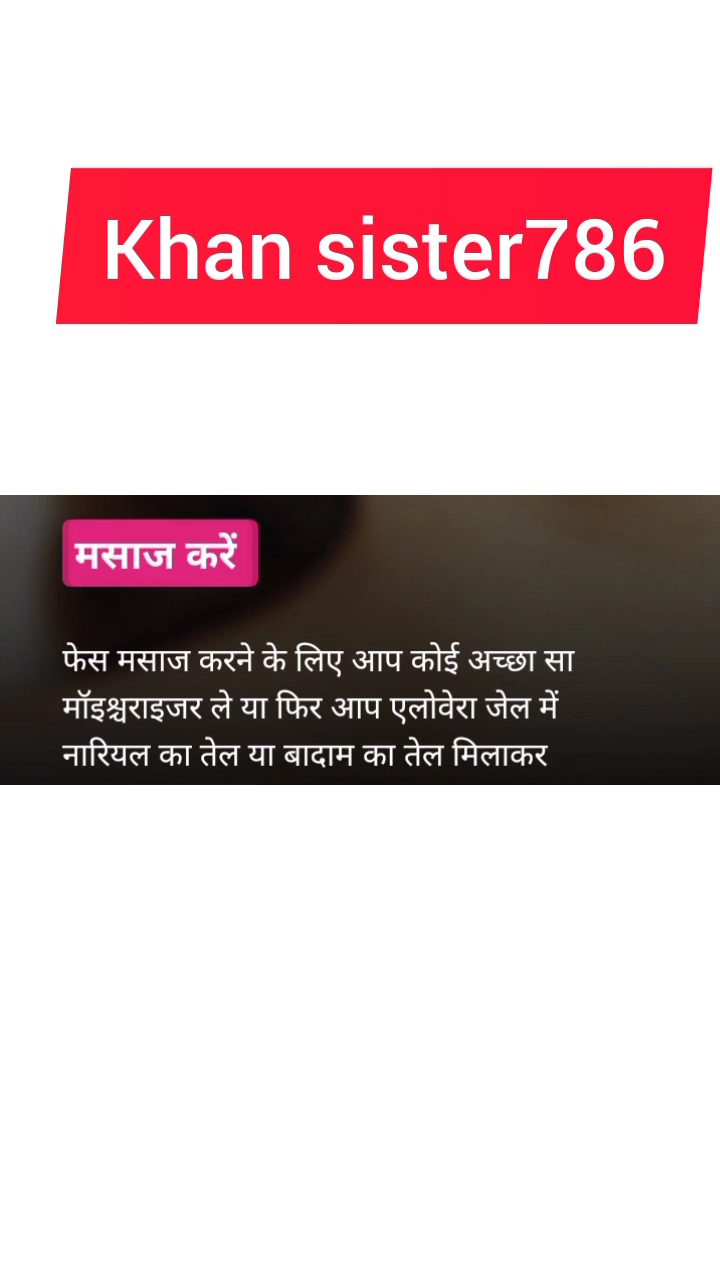 Khan sister786
मसाज करें
फेस मसाज करने के लिए आप कोई अच्छा सा
मॉइश्चराइजर ले या फिर आप एलोवेरा जेल में
नारियल का तेल या बादाम का तेल मिलाकर